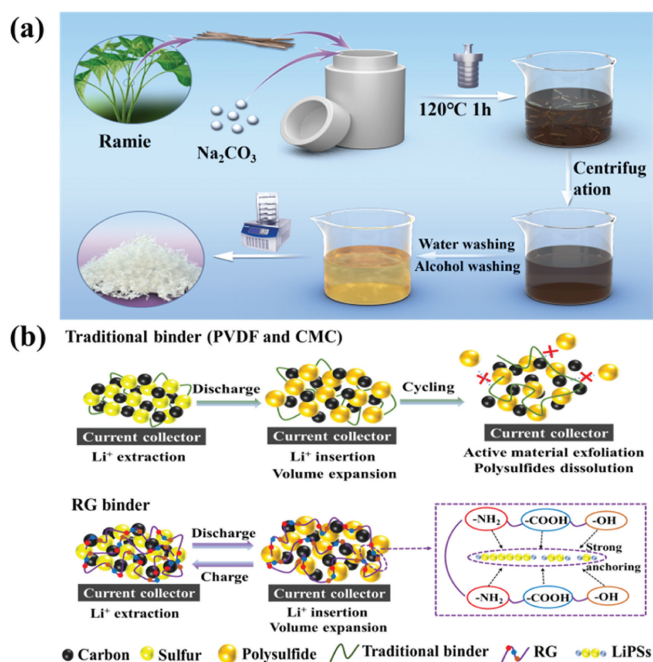 (a)
Ramie
Na₂CO₃
120°C 1h
Centrifug
ation
Water washing
Alcohol washing
(b)
Traditional binder (PVDF and CMC)
Discharge
Cycling
Current collector
Current collector
Current collector
Li⁺ extraction
Li⁺ insertion
Volume expansion
Active material exfoliation
Polysulfides dissolution
RG binder
Discharge
Charge
Current collector
Current collector
Li⁺ extraction
Li⁺ insertion
Volume expansion
-NH₂
-COOH
-OH
Strong
anchoring
-NH₂
-COOH
-OH
Carbon
Sulfur
Polysulfide
Traditional binder
RG
LiPSs